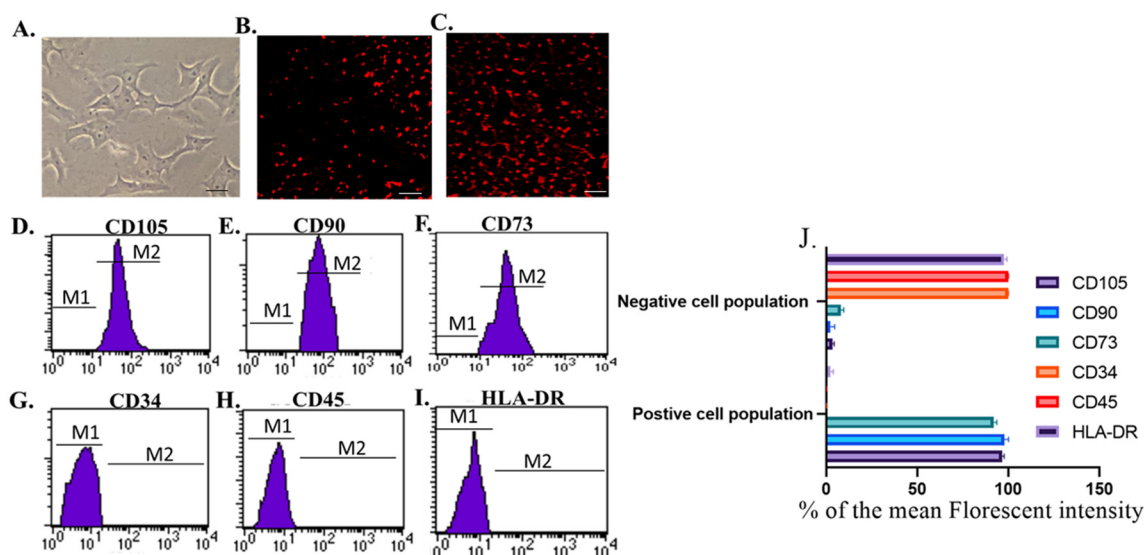 A.
B.
C.
D.
CD105
M2
M1
10⁰ 10¹ 10² 10³ 10⁴
E.
CD90
M2
M1
10⁰ 10¹ 10² 10³ 10⁴
F.
CD73
M2
M1
10⁰ 10¹ 10² 10³ 10⁴
G.
CD34
M1
M2
10⁰ 10¹ 10² 10³ 10⁴
H.
CD45
M1
M2
10⁰ 10¹ 10² 10³ 10⁴
I.
HLA-DR
M1
M2
10⁰ 10¹ 10² 10³ 10⁴
J.
Negative cell population
Postive cell population
0 50 100 150
% of the mean Florescent intensity
CD105
CD90
CD73
CD34
CD45
HLA-DR